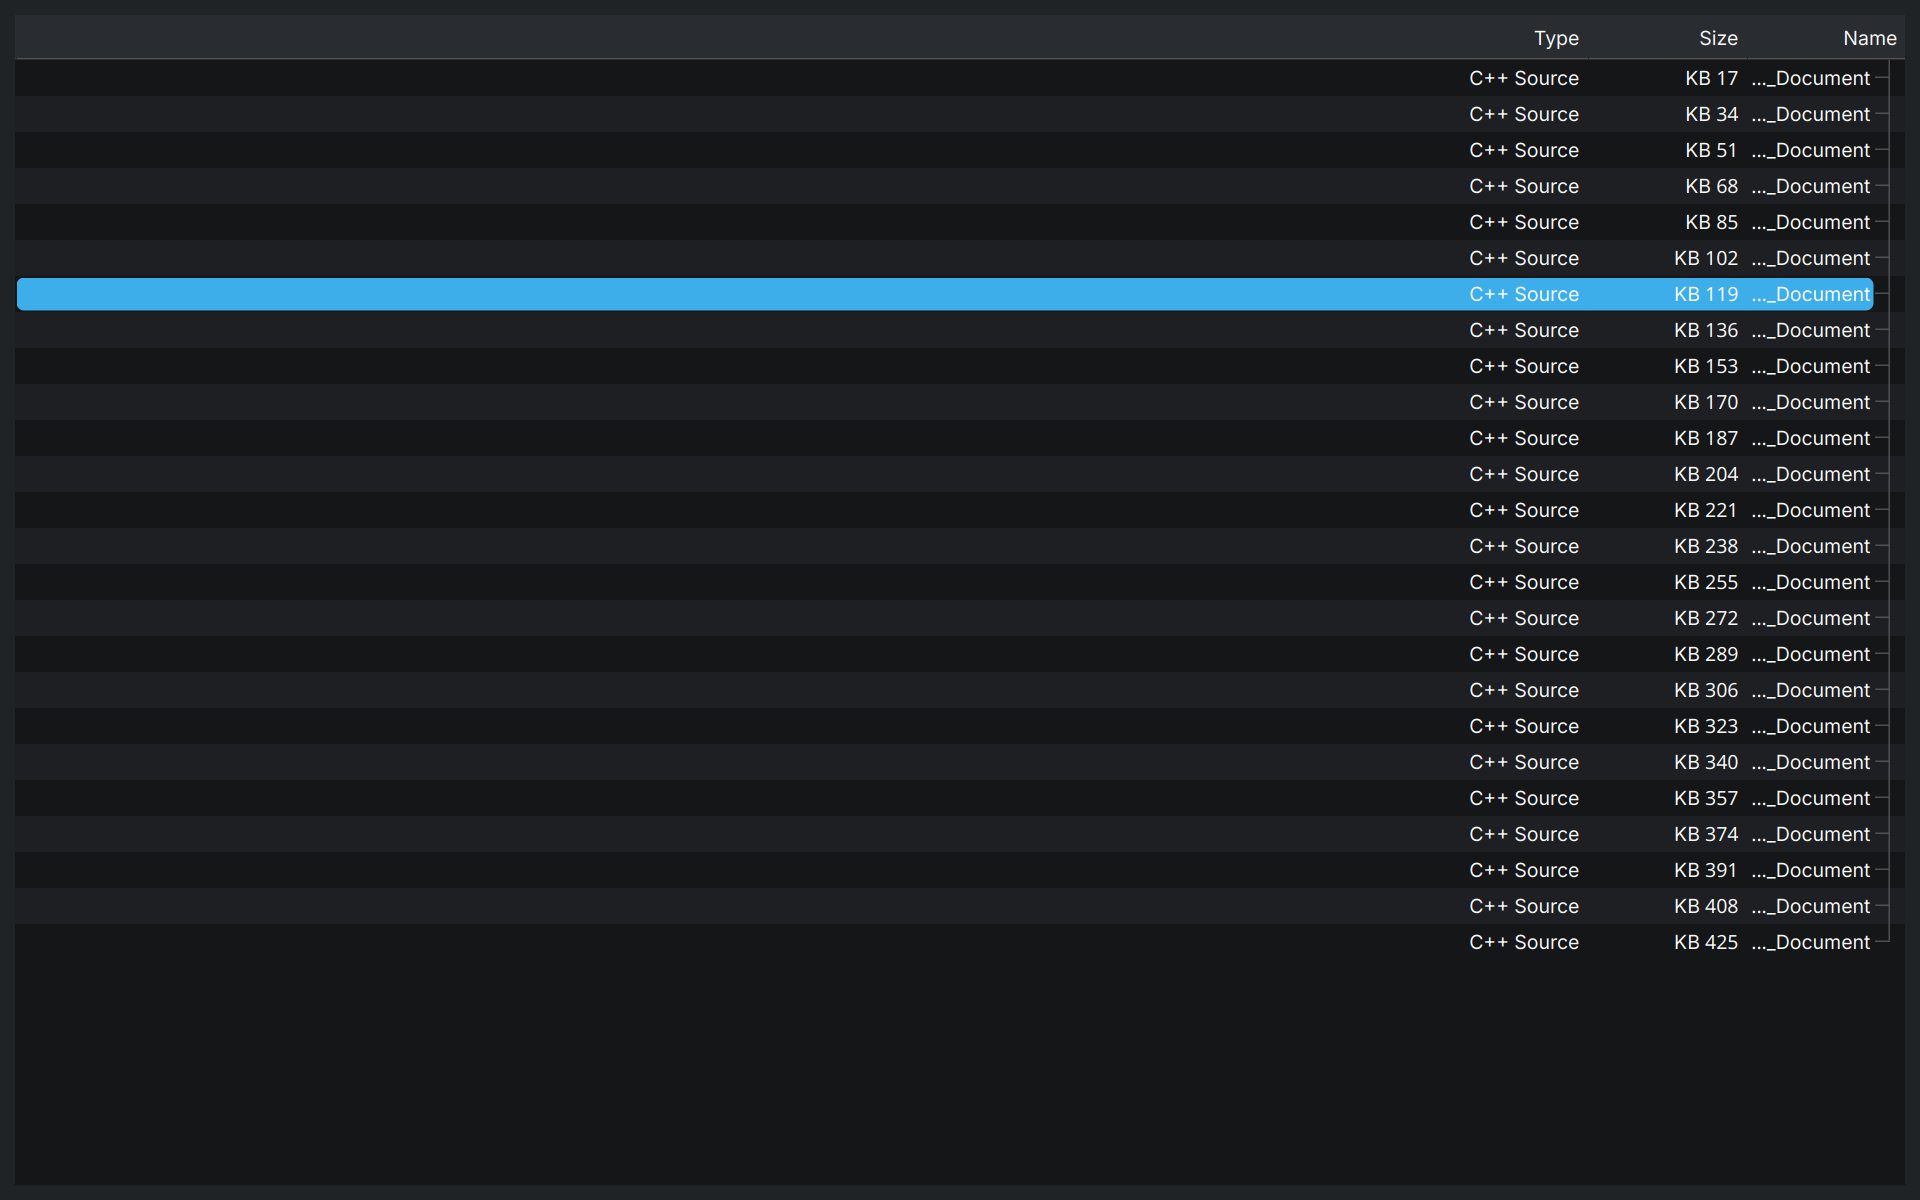 Type Size Name
C++ Source KB 17 ..._Document
C++ Source KB 34 ..._Document
C++ Source KB 51 ..._Document
C++ Source KB 68 ..._Document
C++ Source KB 85 ..._Document
C++ Source KB 102 ..._Document
C++ Source KB 119 ..._Document
C++ Source KB 136 ..._Document
C++ Source KB 153 ..._Document
C++ Source KB 170 ..._Document
C++ Source KB 187 ..._Document
C++ Source KB 204 ..._Document
C++ Source KB 221 ..._Document
C++ Source KB 238 ..._Document
C++ Source KB 255 ..._Document
C++ Source KB 272 ..._Document
C++ Source KB 289 ..._Document
C++ Source KB 306 ..._Document
C++ Source KB 323 ..._Document
C++ Source KB 340 ..._Document
C++ Source KB 357 ..._Document
C++ Source KB 374 ..._Document
C++ Source KB 391 ..._Document
C++ Source KB 408 ..._Document
C++ Source KB 425 ..._Document